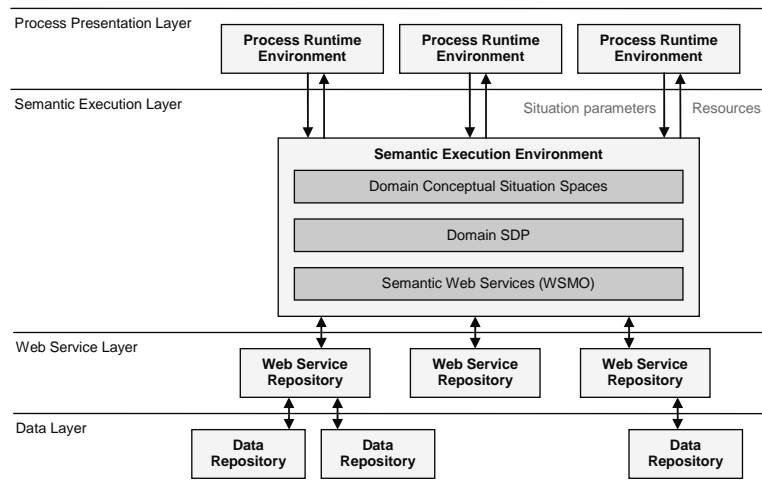 Process Presentation Layer
Process Runtime
Environment
Process Runtime
Environment
Process Runtime
Environment
Semantic Execution Layer
Situation parameters
Resources
Semantic Execution Environment
Domain Conceptual Situation Spaces
Domain SDP
Semantic Web Services (WSMO)
Web Service Layer
Web Service
Repository
Web Service
Repository
Web Service
Repository
Data Layer
Data
Repository
Data
Repository
Data
Repository